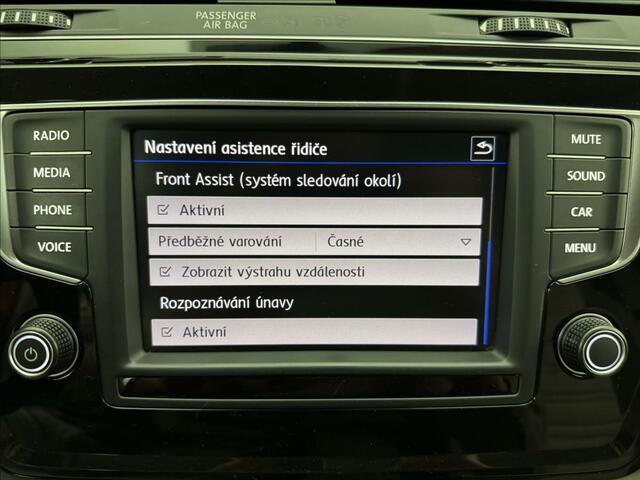 PASSENGER
AIR BAG
RADIO
MEDIA
PHONE
VOICE
Nastavení asistence řidiče
Front Assist (systém sledování okolí)
Aktivní
Předběžné varování Časné
Zobrazit výstrahu vzdálenosti
Rozpoznávání únavy
Aktivní
MUTE
SOUND
CAR
MENU